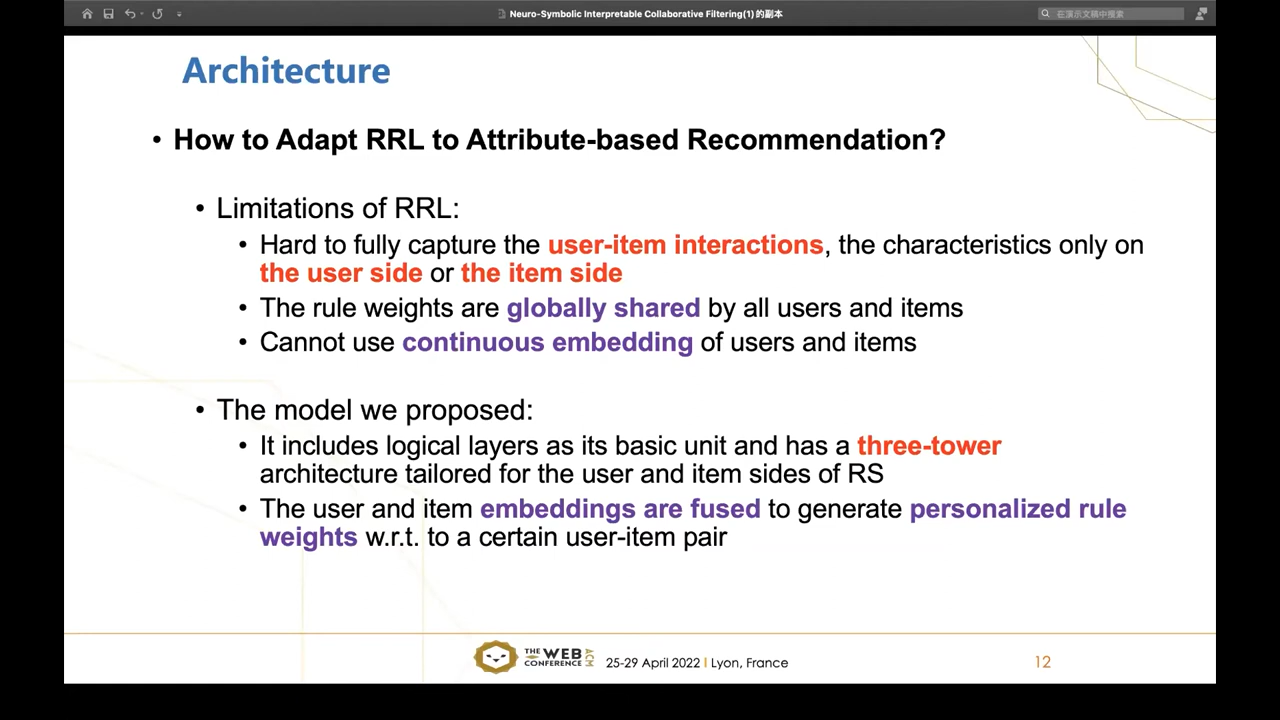 Neuro-Symbolic Interpretable Collaborative Filtering(1)的副本
在演示文稿中搜索
Architecture
• How to Adapt RRL to Attribute-based Recommendation?
• Limitations of RRL:
• Hard to fully capture the user-item interactions, the characteristics only on
the user side or the item side
• The rule weights are globally shared by all users and items
• Cannot use continuous embedding of users and items
• The model we proposed:
• It includes logical layers as its basic unit and has a three-tower
architecture tailored for the user and item sides of RS
• The user and item embeddings are fused to generate personalized rule
weights w.r.t. to a certain user-item pair
THE WEB CONFERENCE ACM
25-29 April 2022 | Lyon, France
12